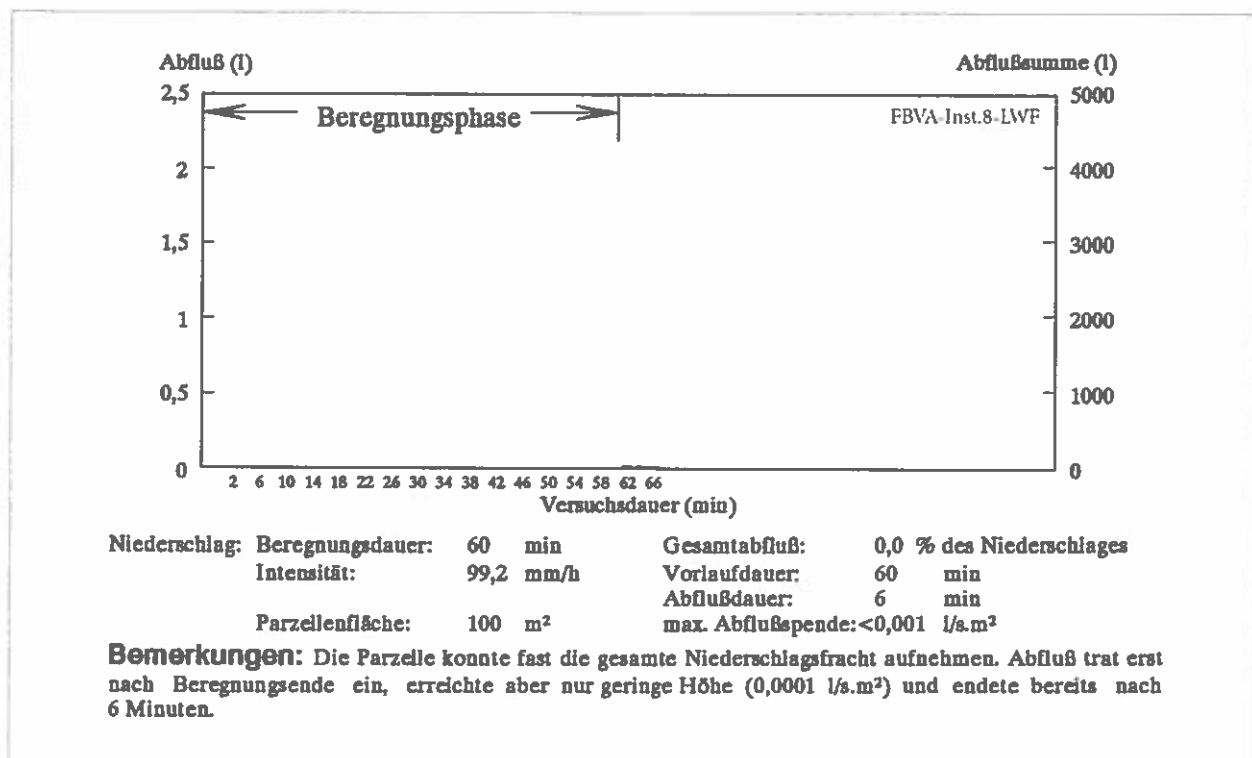 Abfluß (l) Abflußsumme (l)
2,5 5000
Beregnungsphase FBVA-Inst.8-LWF
2 4000
1,5 3000
1 2000
0,5 1000
0 0
2 6 10 14 18 22 26 30 34 38 42 46 50 54 58 62 66
Versuchsdauer (min)
Niederschlag: Beregnungsdauer: 60 min Gesamtabfluß: 0,0 % des Niederschlages
Intensität: 99,2 mm/h Vorlaufdauer: 60 min
Abflußdauer: 6 min
Parzellenfläche: 100 m² max. Abflußspende: <0,001 l/s.m²
Bemerkungen: Die Parzelle konnte fast die gesamte Niederschlagsfracht aufnehmen. Abfluß trat erst
nach Beregnungsende ein, erreichte aber nur geringe Höhe (0,0001 l/s.m²) und endete bereits nach
6 Minuten.